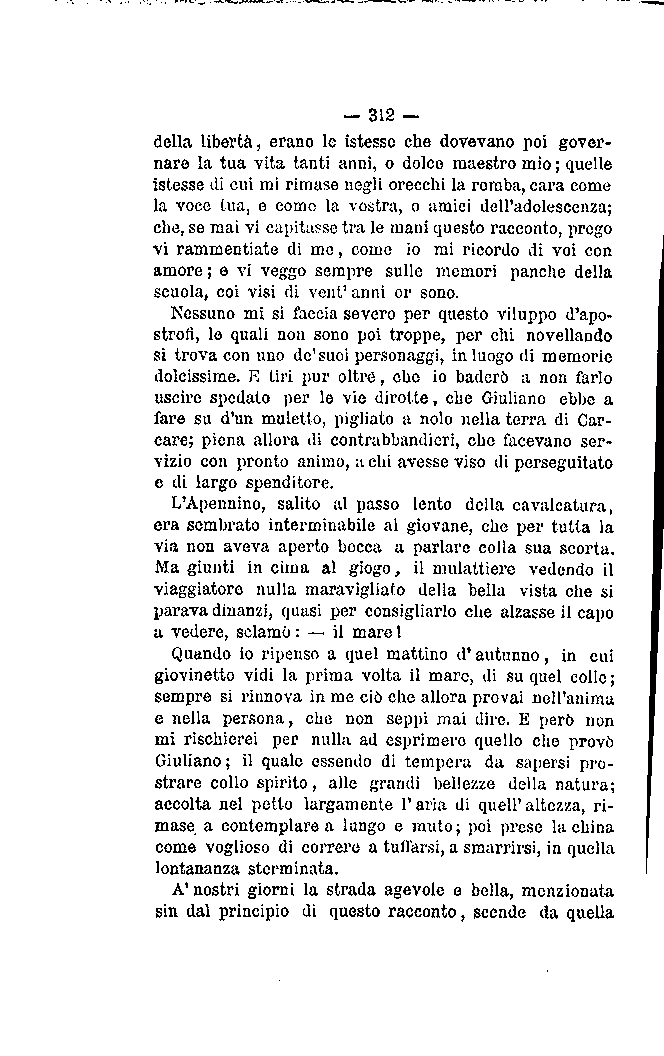 — 312 —
della libertà, erano le istesse che dovevano poi gover-
nare la tua vita tanti anni, o dolce maestro mio; quelle
istesse di cui mi rimase negli orecchi la romba, cara come
la voce tua, e come la vostra, o amici dell'adolescenza;
che, se mai vi capitasse tra le mani questo racconto, prego
vi rammentiate di me, come io mi ricordo di voi con
amore; e vi veggo sempre sulle memori panche della
scuola, coi visi di vent' anni or sono.
Nessuno mi si faccia severo per questo viluppo d'apo-
strofi, le quali non sono poi troppe, per chi novellando
si trova con uno de' suoi personaggi, in luogo di memorie
dolcissime. E tiri pur oltre, che io baderò a non farlo
uscire spedato per le vie dirotte, che Giuliano ebbe a
fare su d'un muletto, pigliato a nolo nella terra di Car-
care; piena allora di contrabbandieri, che facevano ser-
vizio con pronto animo, a chi avesse viso di perseguitato
e di largo spenditore.
L'Apennino, salito al passo lento della cavalcatura,
era sembrato interminabile al giovane, che per tutta la
via non aveva aperto bocca a parlare colla sua scorta.
Ma giunti in cima al giogo, il mulattiere vedendo il
viaggiatore nulla maravigliato della bella vista che si
parava dinanzi, quasi per consigliarlo che alzasse il capo
a vedere, sclamò: — il mare!
Quando io ripenso a quel mattino d' autunno, in cui
giovinetto vidi la prima volta il mare, di su quel colle;
sempre si rinnova in me ciò che allora provai nell'anima
e nella persona, che non seppi mai dire. E però non
mi rischierei per nulla ad esprimere quello che provò
Giuliano; il quale essendo di tempera da sapersi pro-
strare collo spirito, alle grandi bellezze della natura;
accolta nel petto largamente l' aria di quell' altezza, ri-
mase a contemplare a lungo e muto; poi prese la china
come voglioso di correre a tuffarsi, a smarrirsi, in quella
lontananza sterminata.
A' nostri giorni la strada agevole e bella, menzionata
sin dal principio di questo racconto, scende da quella